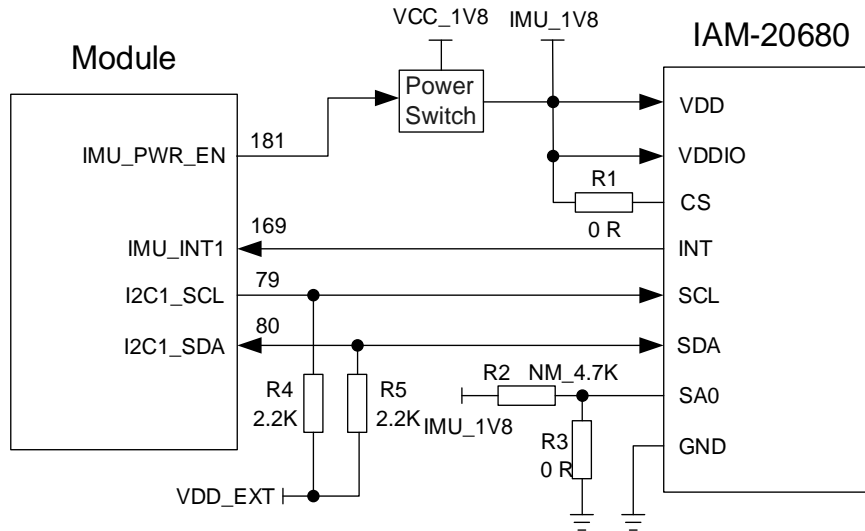 VCC_1V8
IMU_1V8
IAM-20680
Module
Power
Switch
VDD
181
IMU_PWR_EN
VDDIO
R1
CS
0 R
169
IMU_INT1
INT
79
I2C1_SCL
SCL
80
I2C1_SDA
SDA
R4
2.2K
R5
2.2K
R2
NM_4.7K
SA0
IMU_1V8
R3
0 R
GND
VDD_EXT